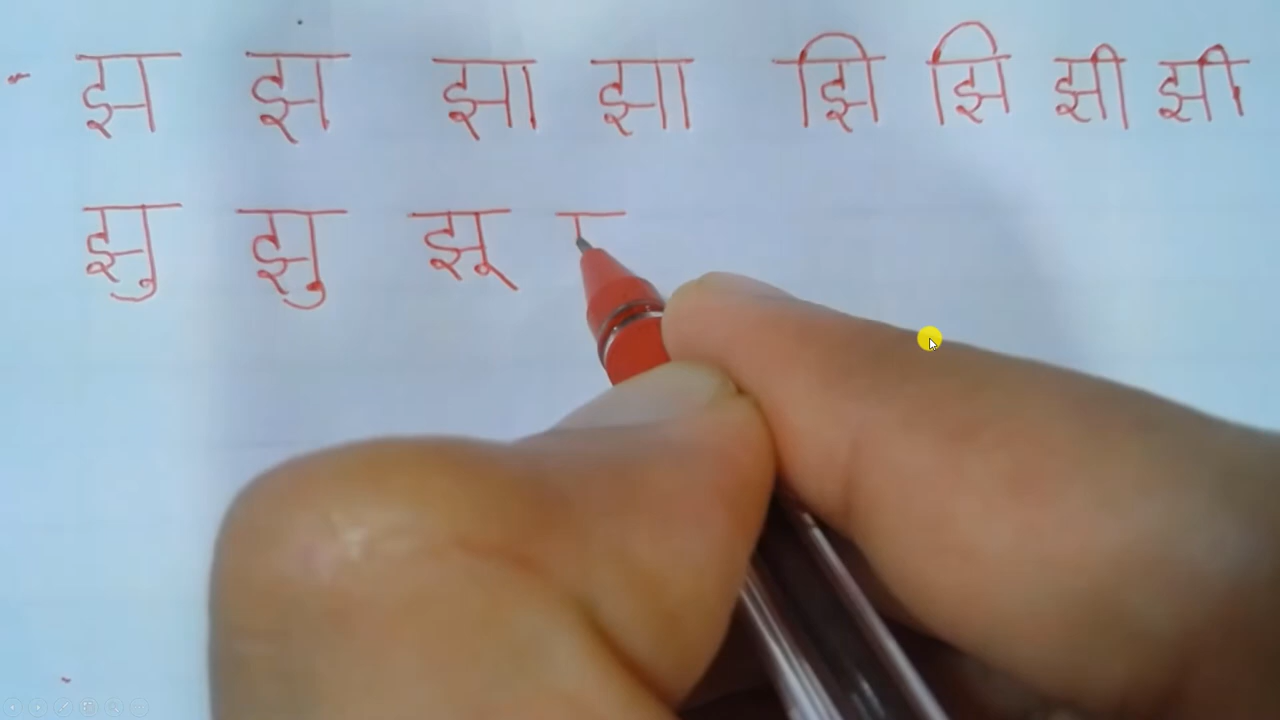 झ झ झा झा झि झि झी झी
झु झु झू